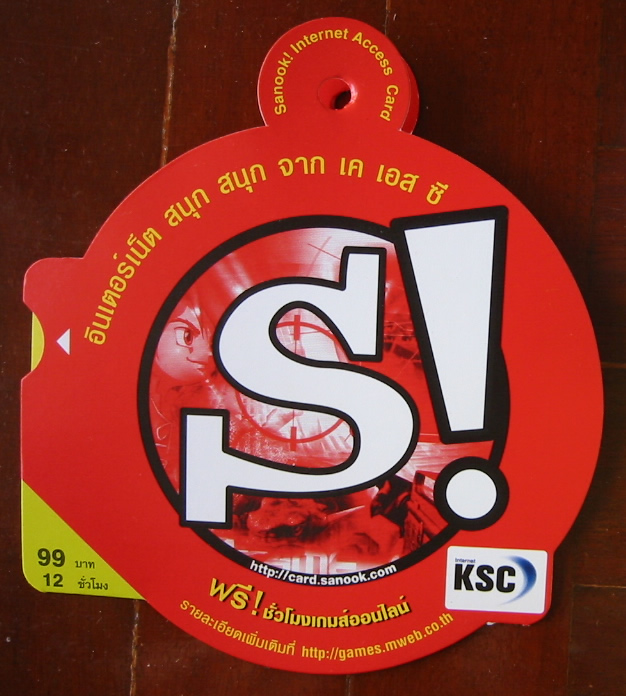 Sanook! Internet Access Card
อินเตอร์เน็ต สนุก สนุก จาก เค เอส ซี
S!
99 บาท
12 ชั่วโมง
http://card.sanook.com
Internet
KSC
ฟรี! ชั่วโมงเกมส์ออนไลน์
รายละเอียดเพิ่มเติมที่ http://games.mweb.co.th